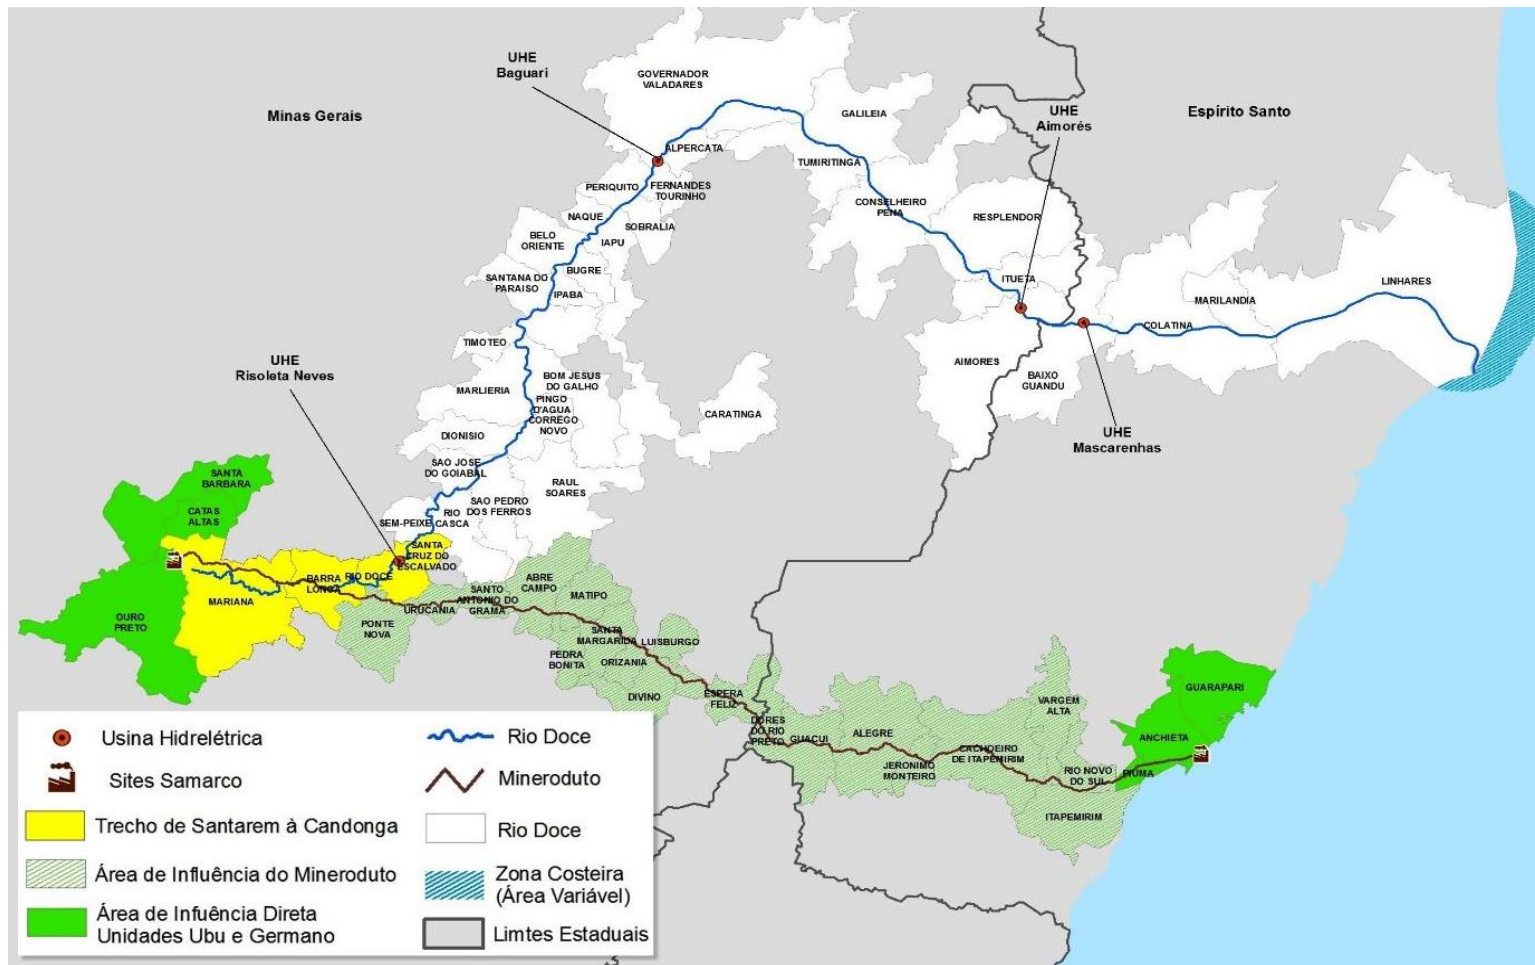 UHE
Baguari
GOVERNADOR
VALADARES
Minas Gerais
GALILEIA
UHE
Aimorés
Espírito Santo
ALPERCATA
TUMIRITINGA
PERIQUITO
FERNANDES
TOURINHO
CONSELHEIRO
PENA
NAQUE
SOBRALIA
RESPLENDOR
BELO
ORIENTE
IAPU
SANTANA DO
PARAISO
BUGRE
IPABA
ITUETA
LINHARES
MARILANDIA
COLATINA
TIMOTEO
UHE
Risoleta Neves
AIMORES
BAIXO
GUANDU
BOM JESUS
DO GALHO
MARLIERIA
PINGO
D'AGUA
CORREGO
NOVO
CARATINGA
UHE
Mascarenhas
DIONISIO
SAO JOSE
DO GOIABAL
SANTA
BARBARA
RAUL
SOARES
SAO PEDRO
DOS FERROS
CATAS
ALTAS
RIO
CASCA
SEM-PEIXE
SANTA
CRUZ DO
ESCALVADO
BARRA
LONGA
RIO DOCE
MARIANA
ABRE
CAMPO
SANTO
ANTONIO DO
GRAMA
MATIPO
URUCANIA
OURO
PRETO
PONTE
NOVA
SANTA
MARGARIDA
LUISBURGO
PEDRA
BONITA
ORIZANIA
DIVINO
ESPERA
FELIZ
GUARAPARI
VARGEM
ALTA
DORES
DO RIO
PRETO
GUACUI
ALEGRE
ANCHIETA
CACHOEIRO
DE ITAPEMIRIM
JERONIMO
MONTEIRO
RIO NOVO
DO SUL
PIUMA
ITAPEMIRIM
Usina Hidrelétrica
Rio Doce
Sites Samarco
Mineroduto
Trecho de Santarem à Candonga
Rio Doce
Área de Influência do Mineroduto
Zona Costeira
(Área Variável)
Área de Infuência Direta
Unidades Ubu e Germano
Limtes Estaduais